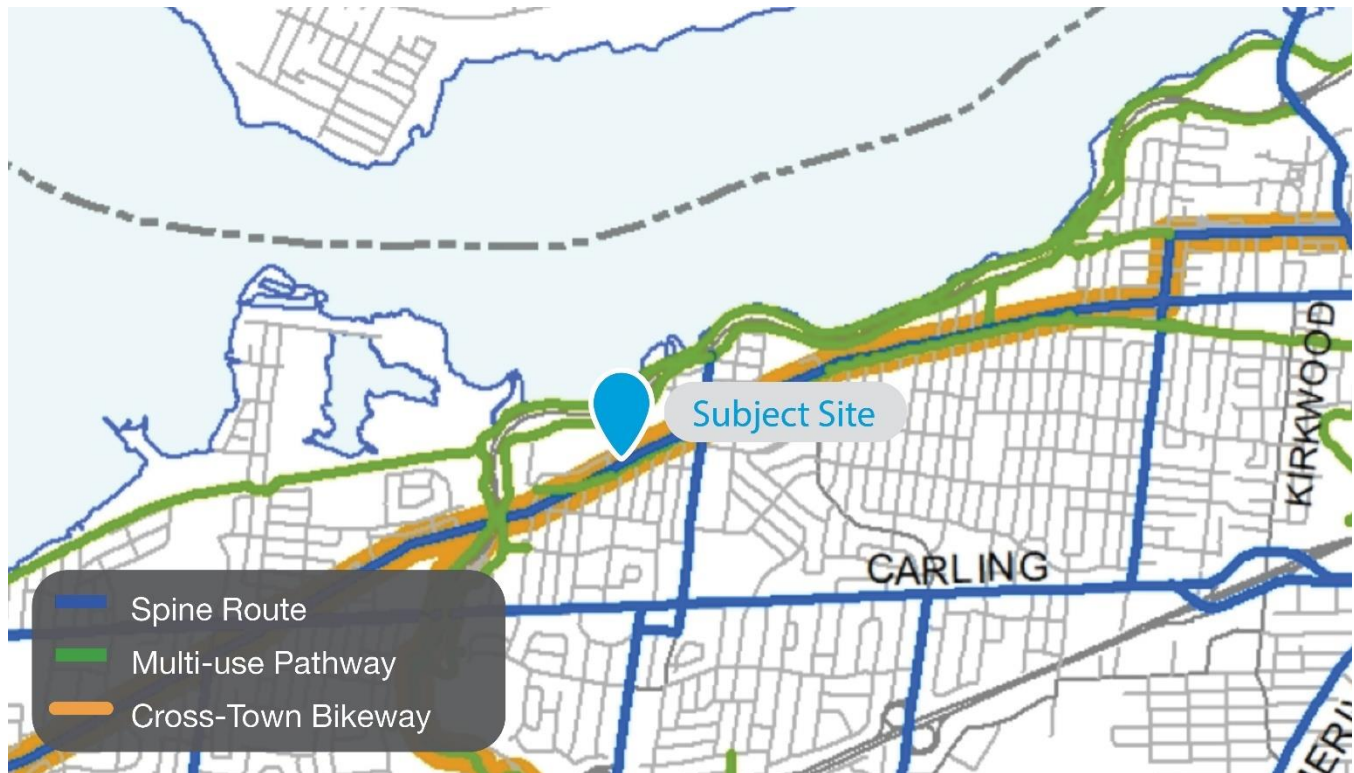 Subject Site
KIRKWOOD
CARLING
Spine Route
Multi-use Pathway
Cross-Town Bikeway